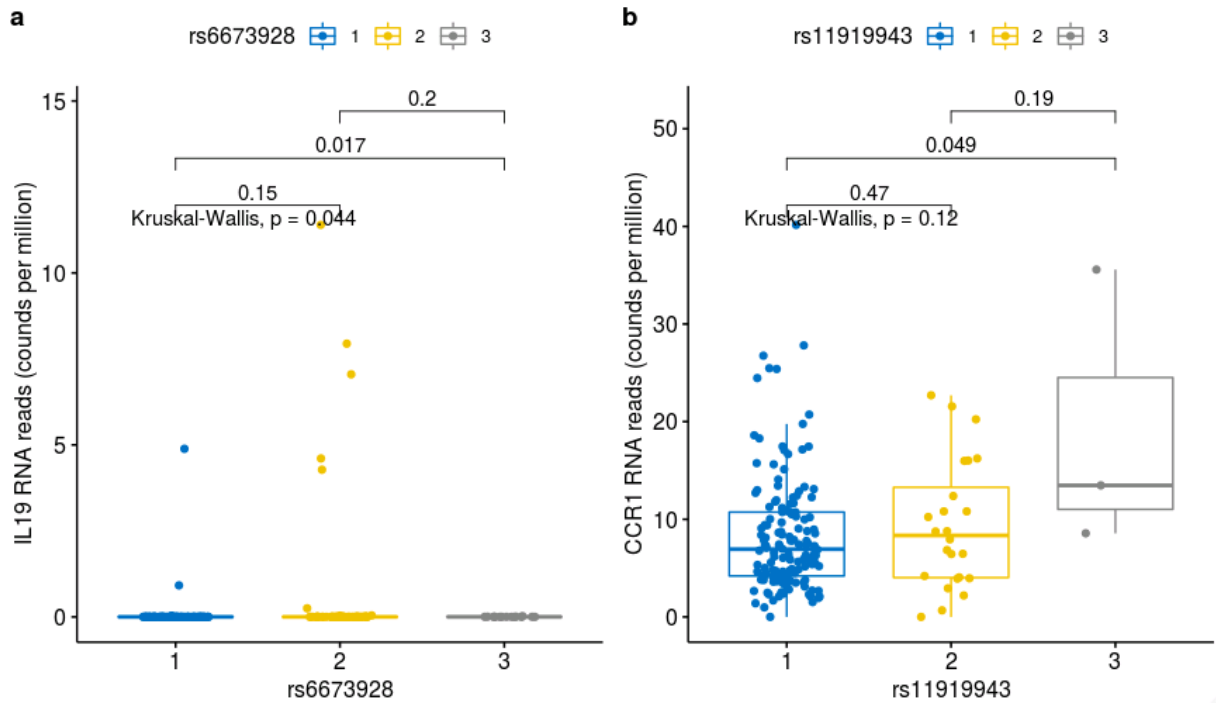 a
rs6673928 1 2 3
IL19 RNA reads (counts per million)
15
10
5
0
0.2
0.017
0.15
Kruskal-Wallis, p = 0.044
1 2 3
rs6673928
b
rs11919943 1 2 3
CCR1 RNA reads (counts per million)
50
40
30
20
10
0
0.19
0.049
0.47
Kruskal-Wallis, p = 0.12
1 2 3
rs11919943